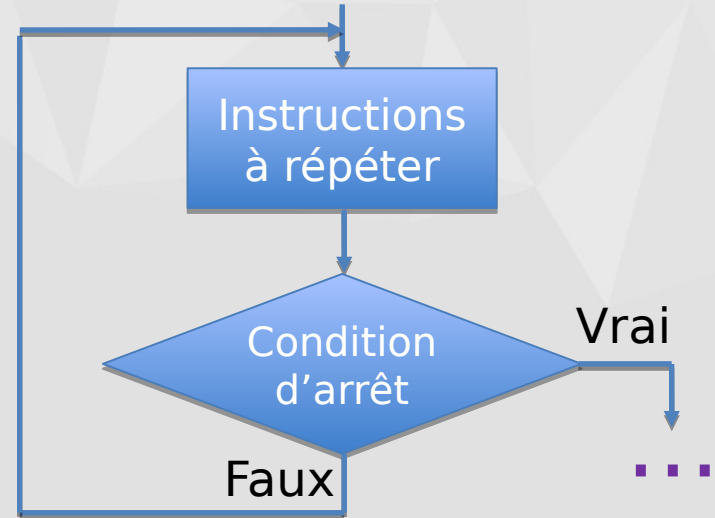 Instructions
à répéter
Condition
d'arrêt
Vrai
Faux
...